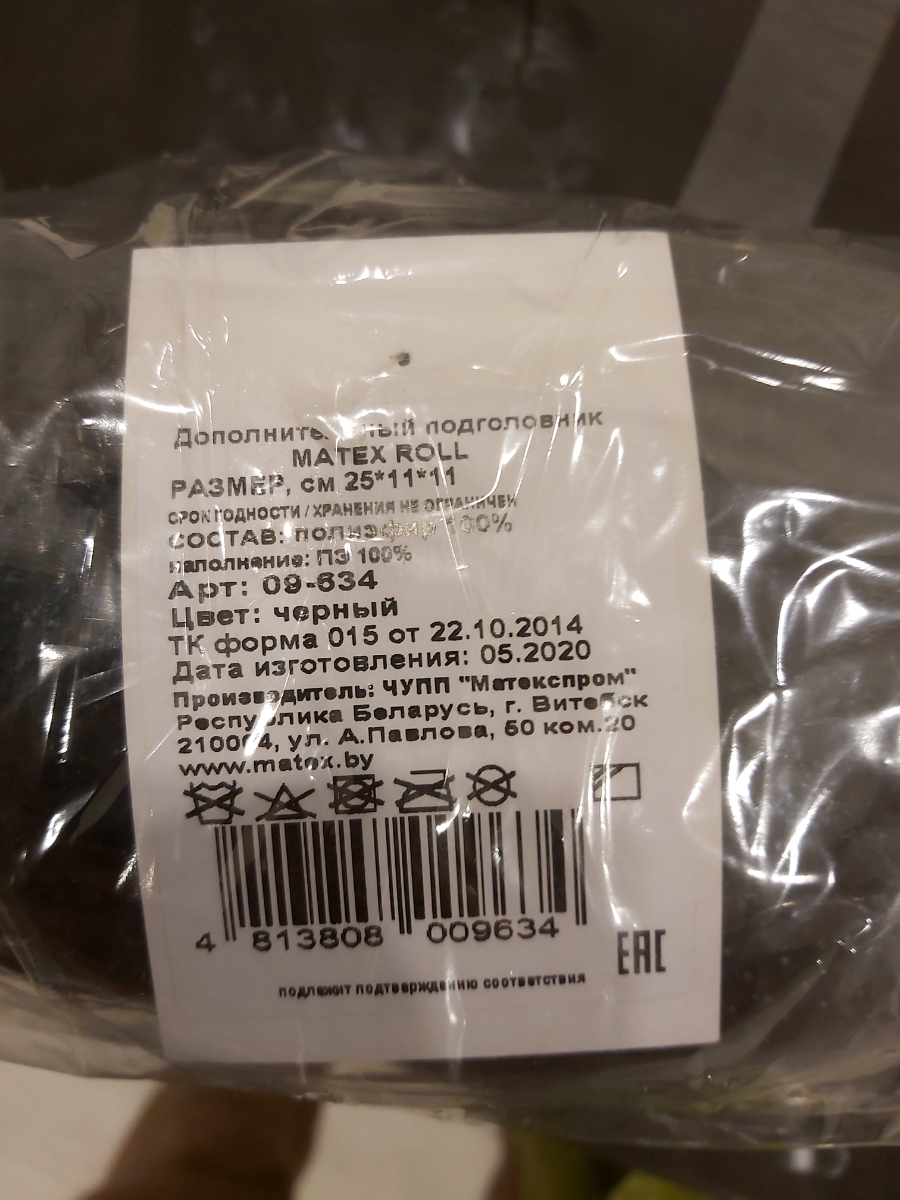 Дополнительный подголовник
MATEX ROLL
РАЗМЕР, см 25*11*11
СРОК ГОДНОСТИ / ХРАНЕНИЯ НЕ ОГРАНИЧЕН
СОСТАВ: полиэфир 100%
наполнение: ПЭ 100%
Арт: 09-634
Цвет: черный
ТК форма 015 от 22.10.2014
Дата изготовления: 05.2020
Производитель: ЧУПП "Матекспром"
Республика Беларусь, г. Витебск
210004, ул. А.Павлова, 50 ком.20
www.matex.by
4 813808 009634
EAC
подлежит подтверждению соответствия